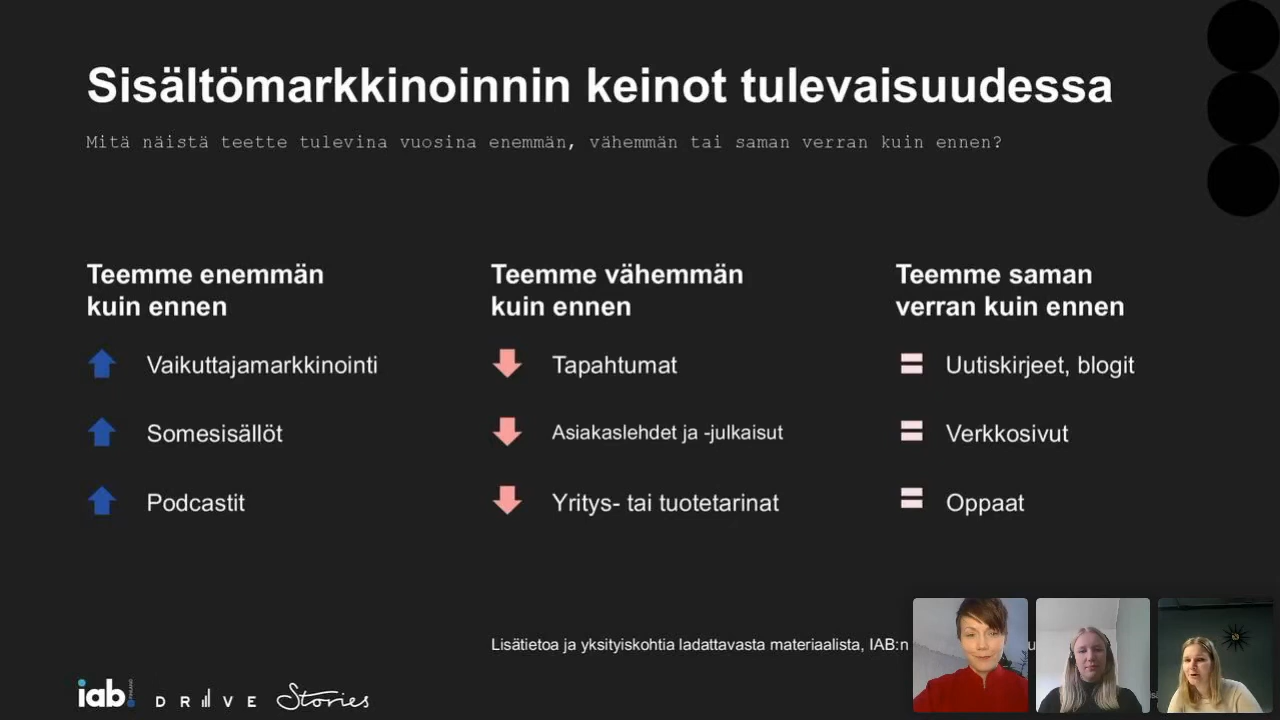 Sisältömarkkinoinnin keinot tulevaisuudessa
Mitä näistä teette tulevina vuosina enemmän, vähemmän tai saman verran kuin ennen?
Teemme enemmän
kuin ennen
Vaikuttajamarkkinointi
Somesisällöt
Podcastit
Teemme vähemmän
kuin ennen
Tapahtumat
Asiakaslehdet ja -julkaisut
Yritys- tai tuotetarinat
Teemme saman
verran kuin ennen
Uutiskirjeet, blogit
Verkkosivut
Oppaat
Lisätietoa ja yksityiskohtia ladattavasta materiaalista, IAB:n
iab FINLAND DRIVE Stories